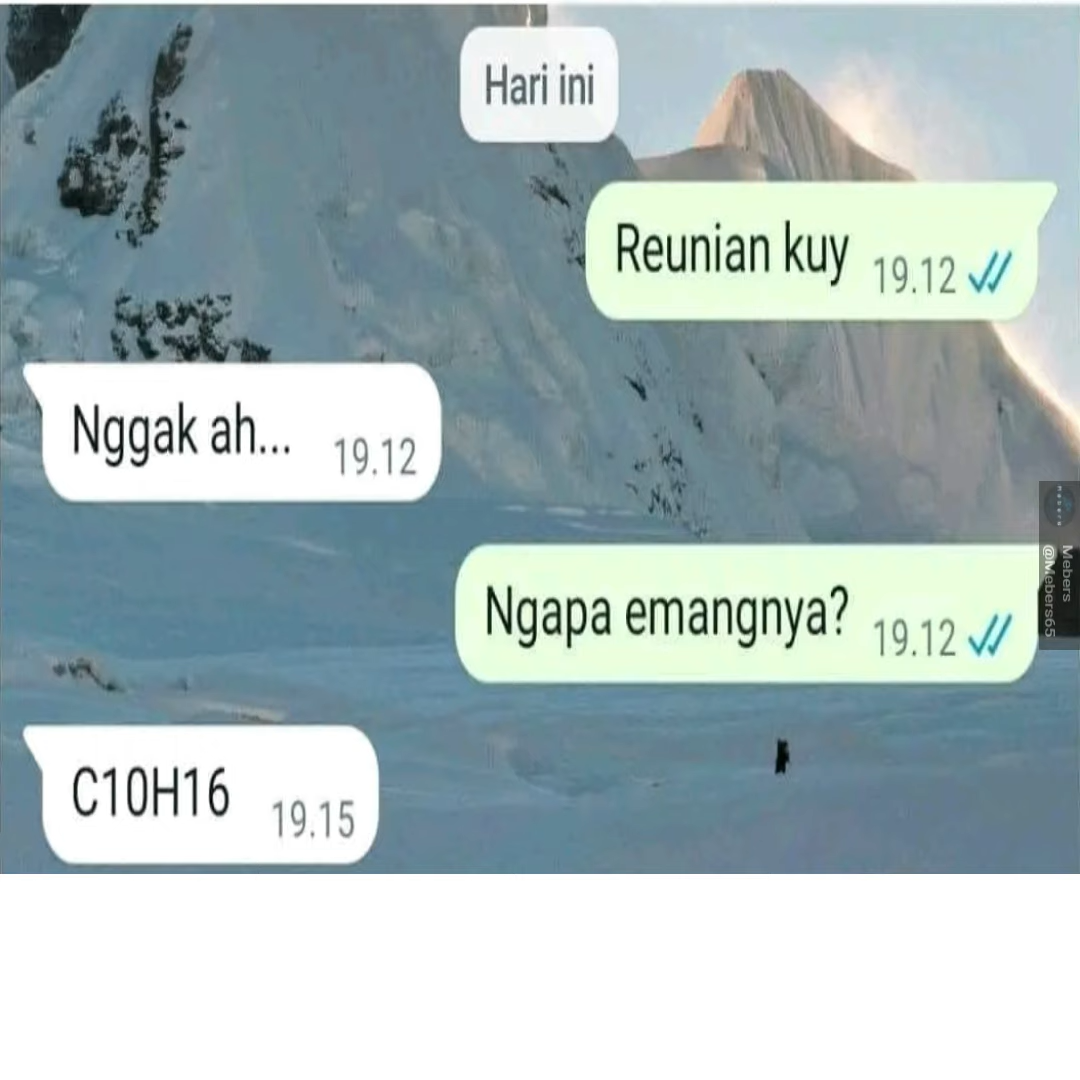 Hari ini
Reunian kuy 19.12
Nggak ah... 19.12
Ngapa emangnya? 19.12
C10H16 19.15
Mebers
@Mebers65